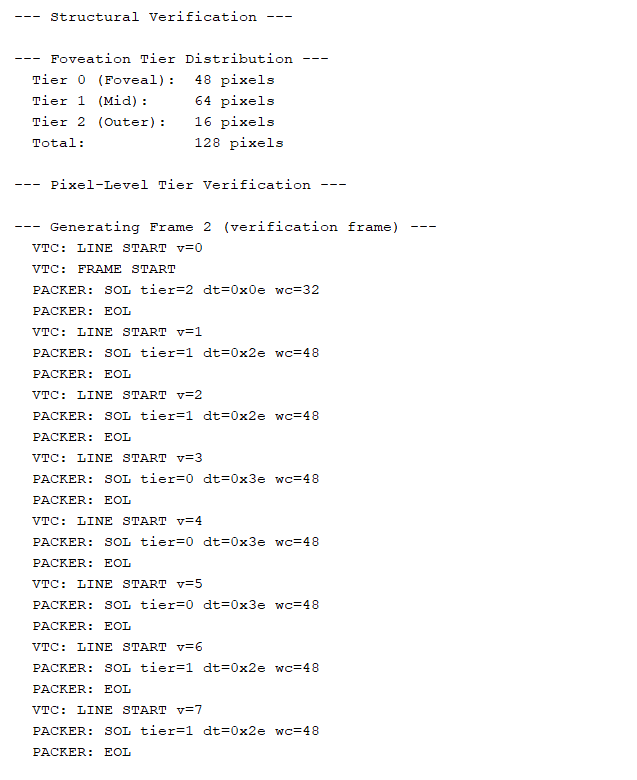 --- Structural Verification ---
--- Foveation Tier Distribution ---
Tier 0 (Foveal): 48 pixels
Tier 1 (Mid): 64 pixels
Tier 2 (Outer): 16 pixels
Total: 128 pixels
--- Pixel-Level Tier Verification ---
--- Generating Frame 2 (verification frame) ---
VTC: LINE START v=0
VTC: FRAME START
PACKER: SOL tier=2 dt=0x0e wc=32
PACKER: EOL
VTC: LINE START v=1
PACKER: SOL tier=1 dt=0x2e wc=48
PACKER: EOL
VTC: LINE START v=2
PACKER: SOL tier=1 dt=0x2e wc=48
PACKER: EOL
VTC: LINE START v=3
PACKER: SOL tier=0 dt=0x3e wc=48
PACKER: EOL
VTC: LINE START v=4
PACKER: SOL tier=0 dt=0x3e wc=48
PACKER: EOL
VTC: LINE START v=5
PACKER: SOL tier=0 dt=0x3e wc=48
PACKER: EOL
VTC: LINE START v=6
PACKER: SOL tier=1 dt=0x2e wc=48
PACKER: EOL
VTC: LINE START v=7
PACKER: SOL tier=1 dt=0x2e wc=48
PACKER: EOL